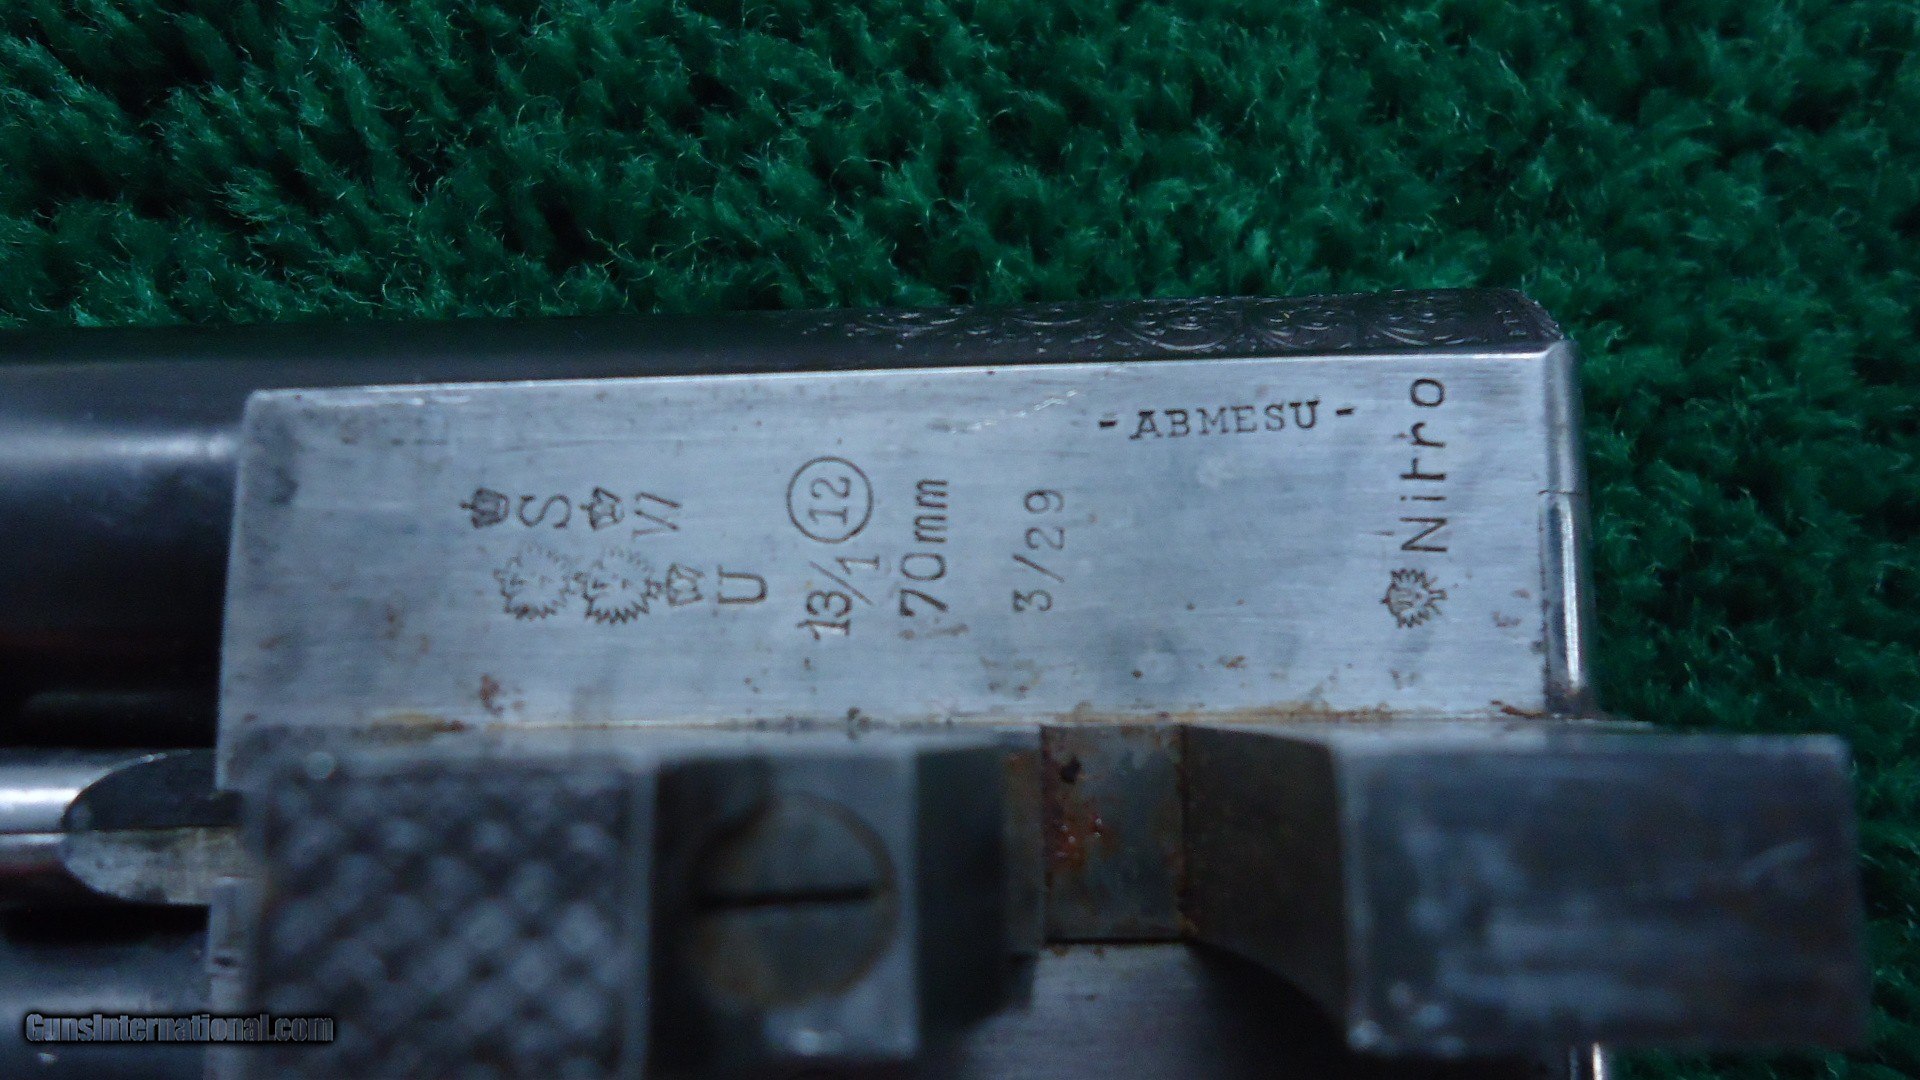 S
W
U
12
13/1
70mm
3/29
-ABMESU-
Nitro
GunsInternational.com